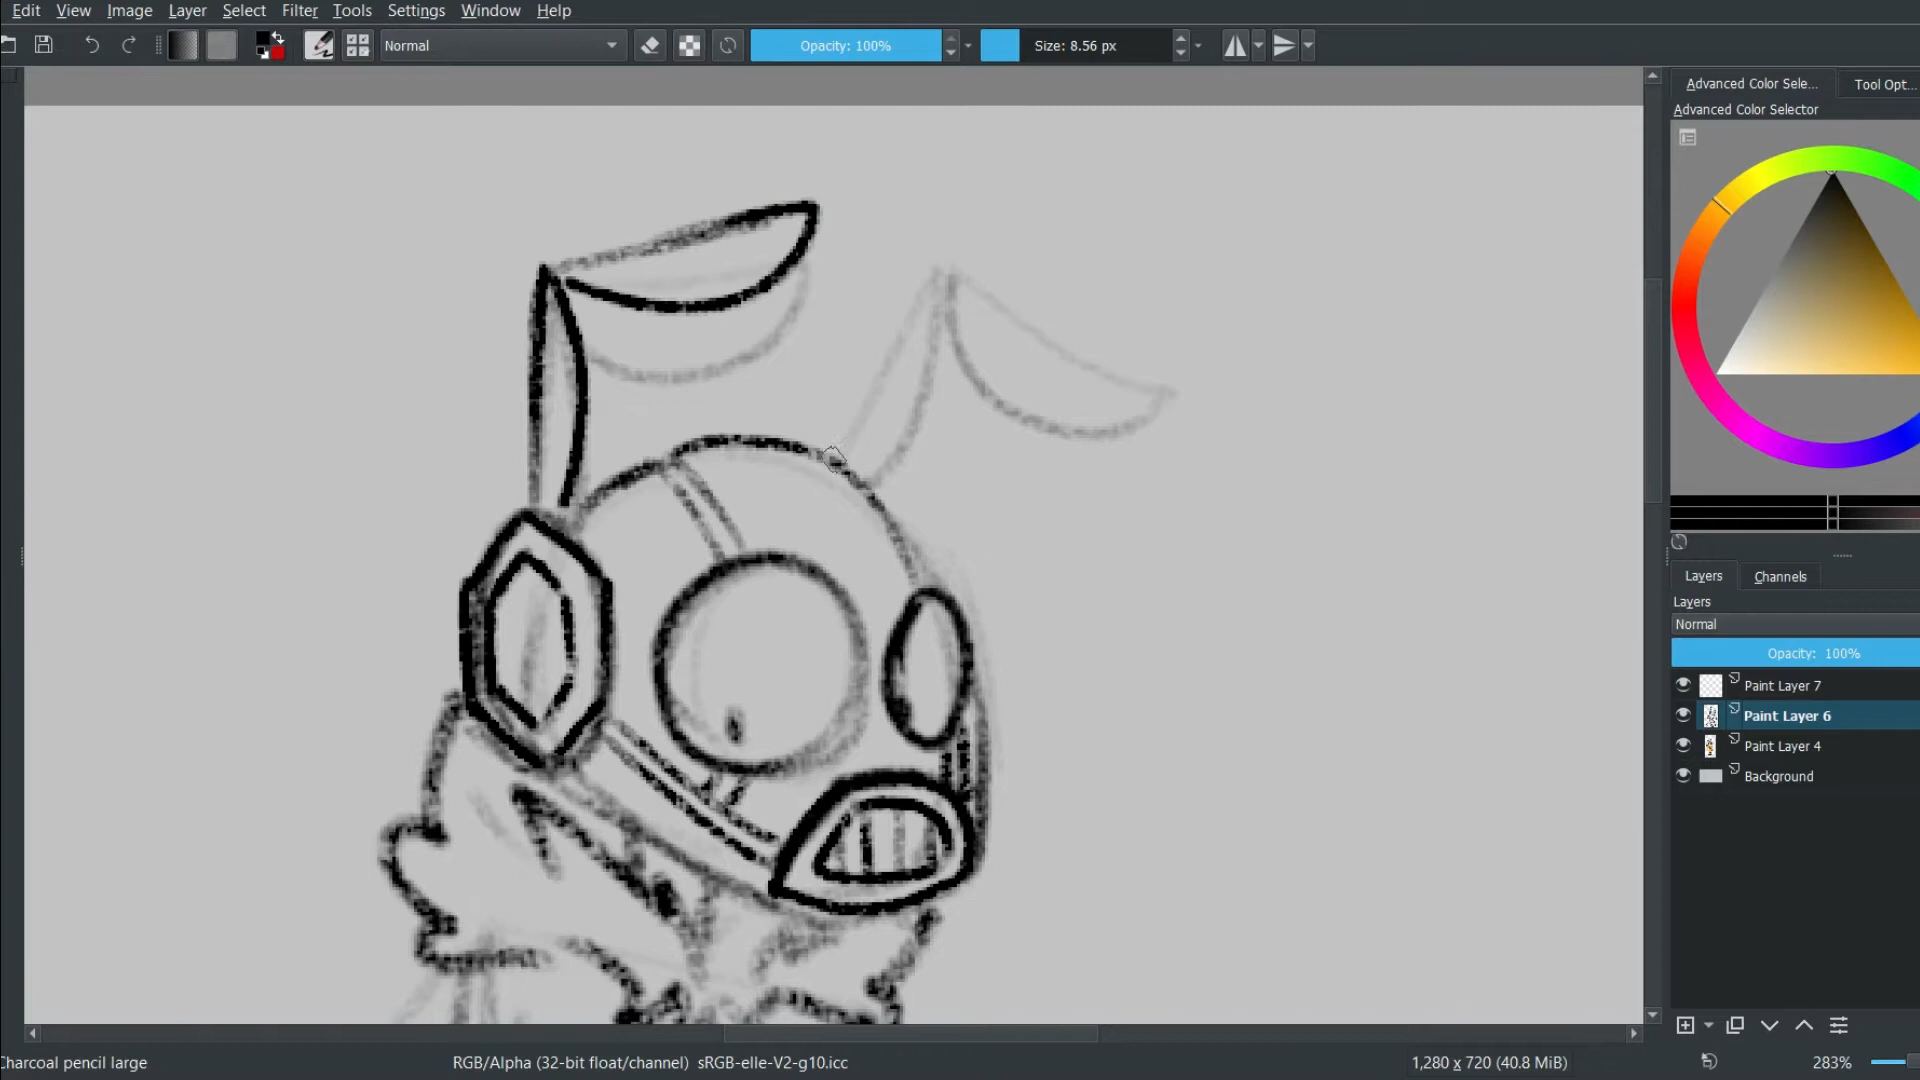 Edit View Image Layer Select Filter Tools Settings Window Help
Normal Opacity: 100% Size: 8.56 px
Advanced Color Sele... Tool Opt...
Advanced Color Selector
Layers Channels
Layers
Normal
Opacity: 100%
Paint Layer 7
Paint Layer 6
Paint Layer 4
Background
Charcoal pencil large RGB/Alpha (32-bit float/channel) sRGB-elle-V2-g10.icc 1,280 x 720 (40.8 MiB) 283%